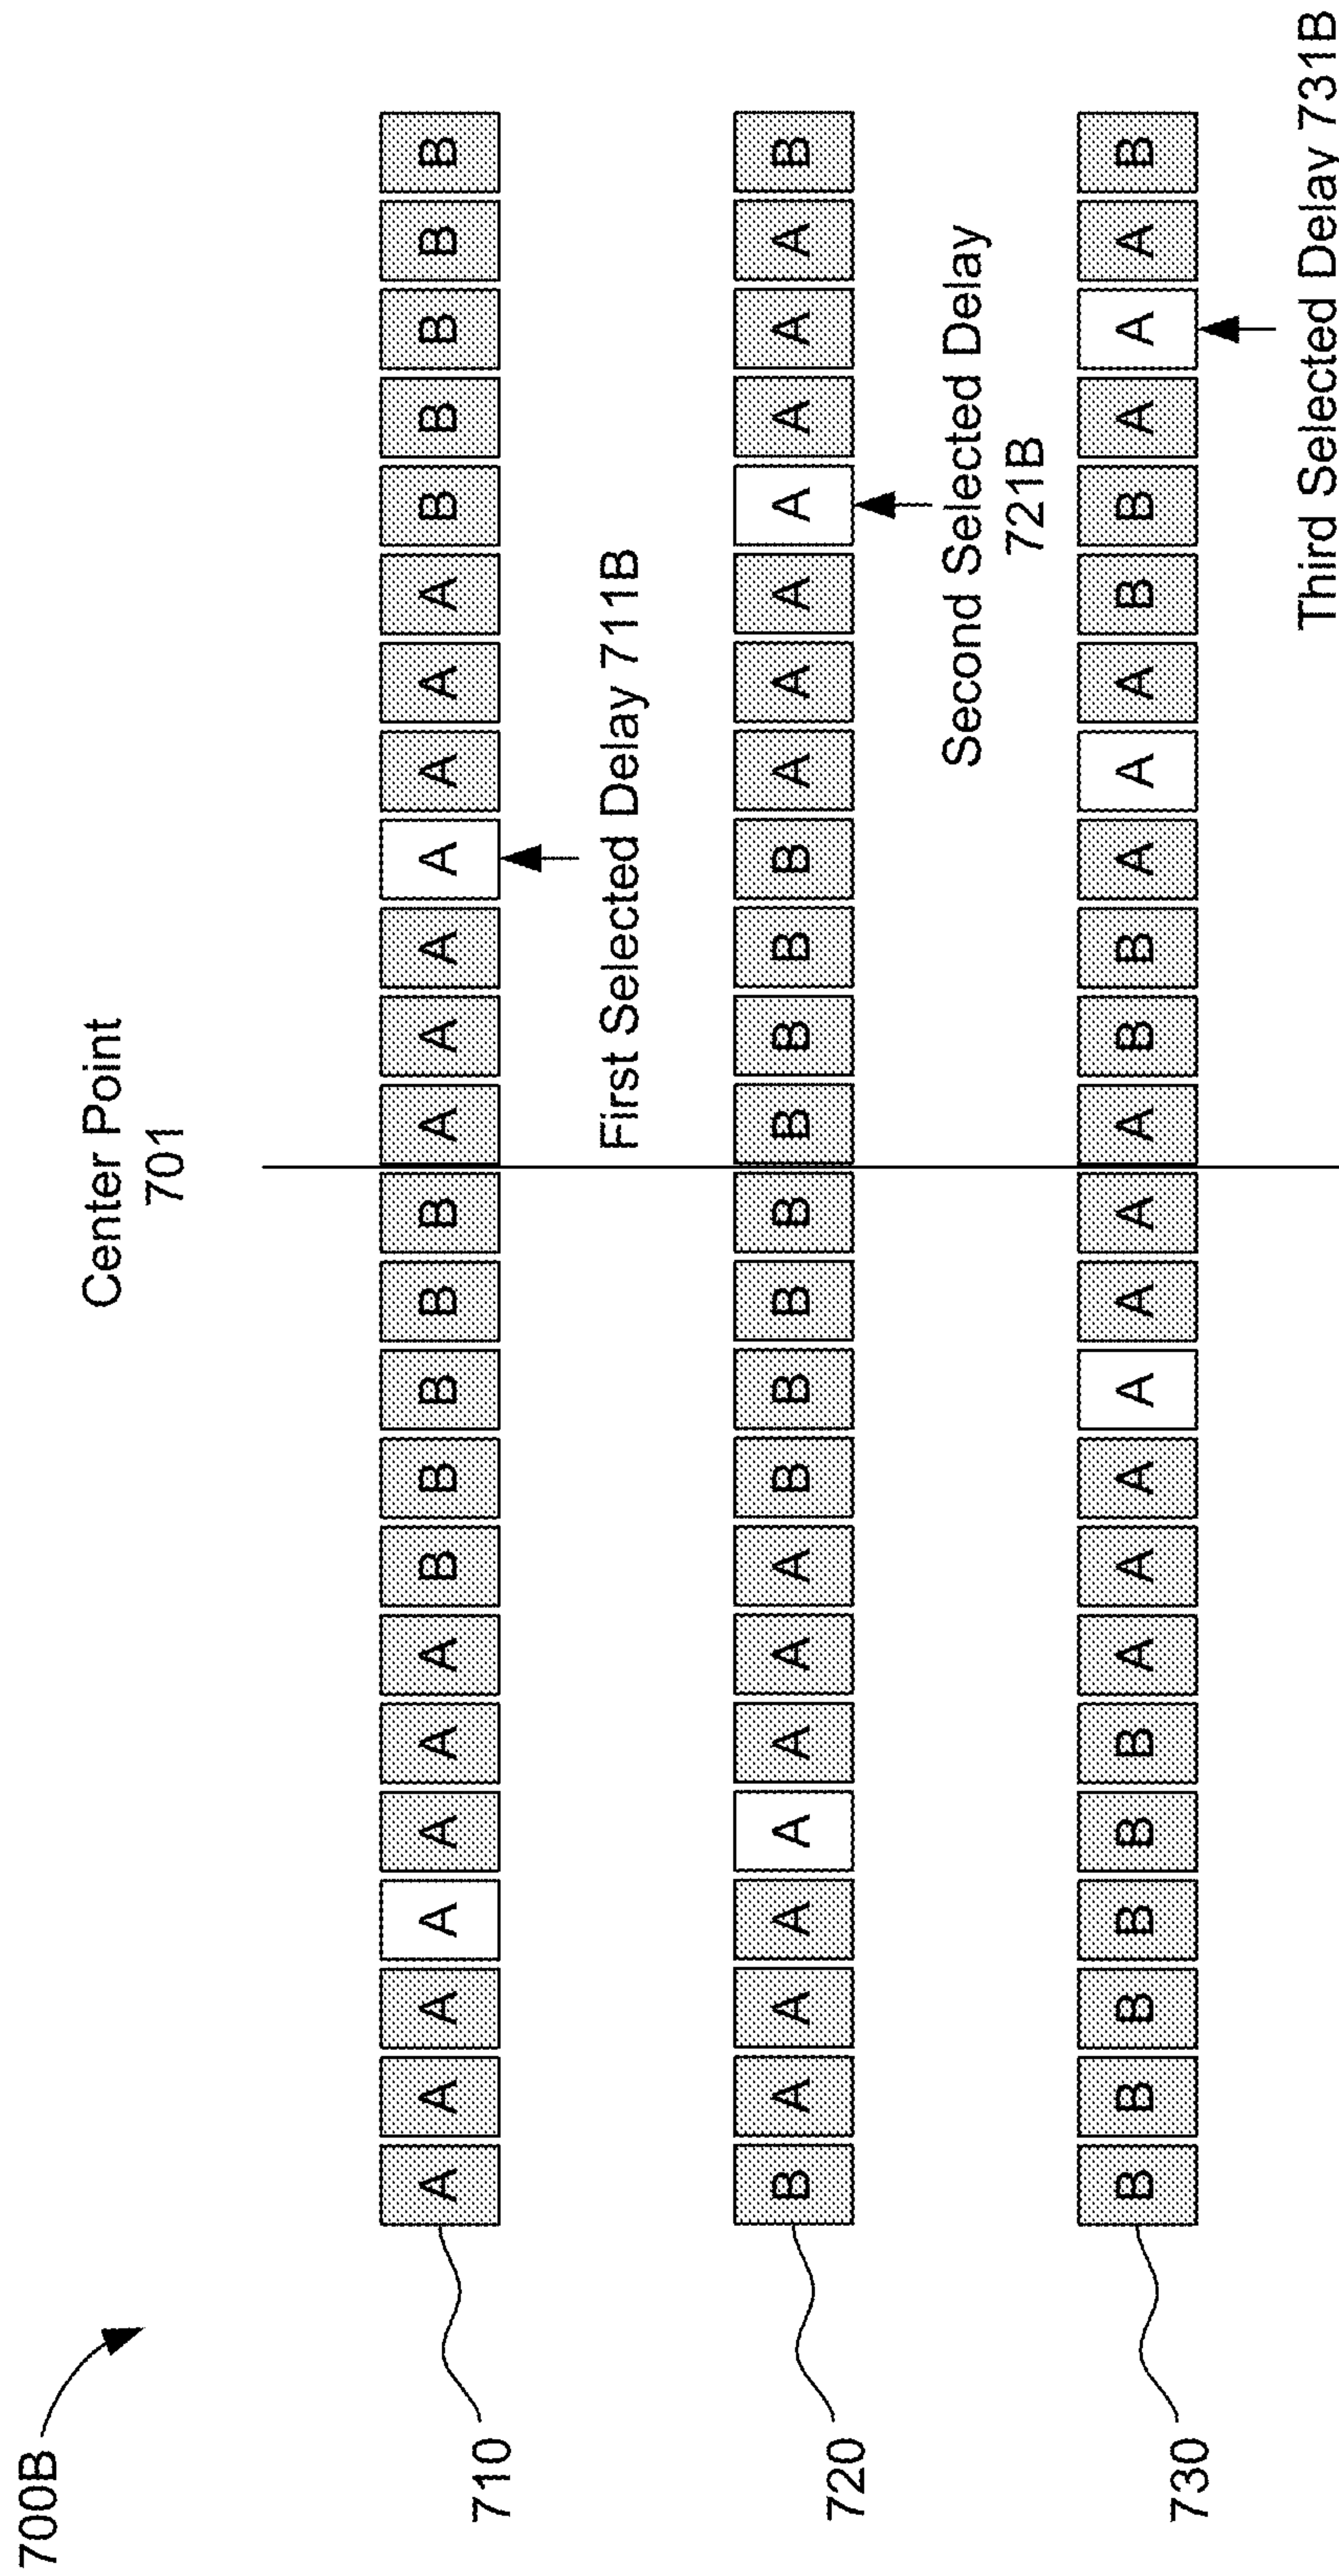 700B
Center Point
701
710
A A A A A A A B B B B B A A A A A A A B B B B B
First Selected Delay 711B
720
B A A A A A A A B B B B B B B B A A A A A A A B
Second Selected Delay
721B
730
B B B B B B A A A A A A A B B A A A B B A A A B
Third Selected Delay 731B